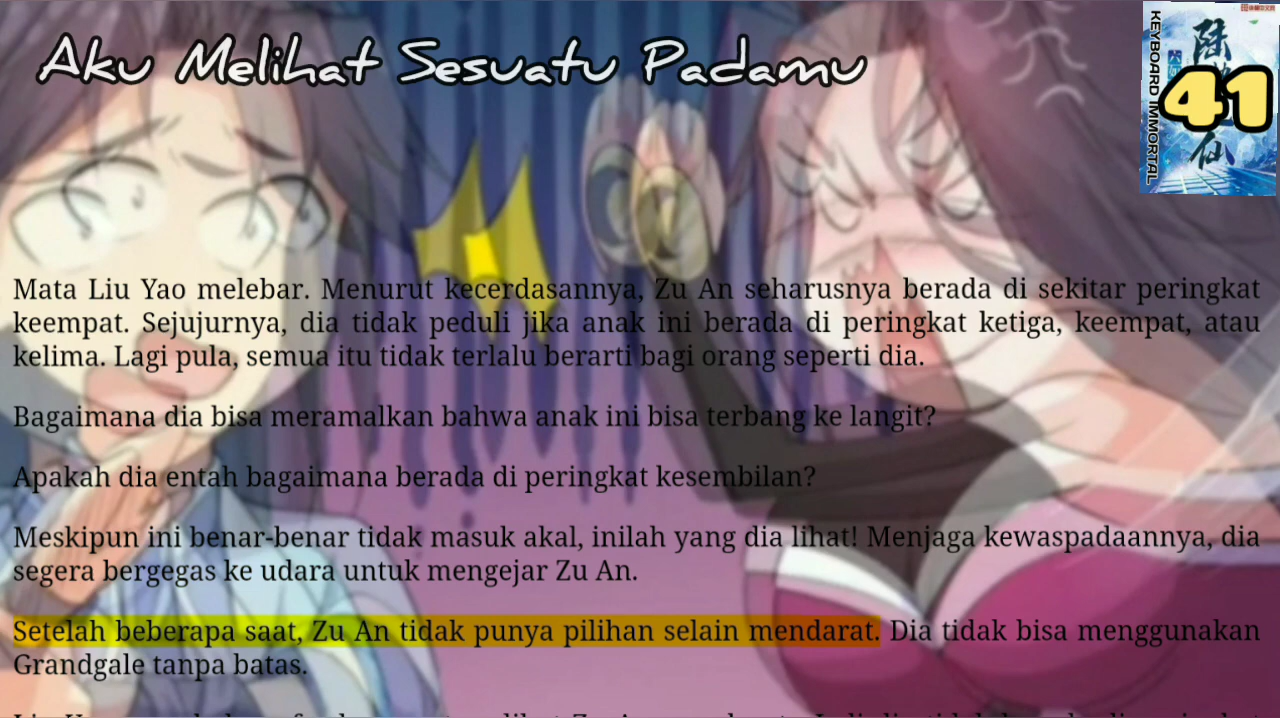 Aku Melihat Sesuatu Padamu
KEYBOARD IMMORTAL
41
Mata Liu Yao melebar. Menurut kecerdasannya, Zu An seharusnya berada di sekitar peringkat
keempat. Sejujurnya, dia tidak peduli jika anak ini berada di peringkat ketiga, keempat, atau
kelima. Lagi pula, semua itu tidak terlalu berarti bagi orang seperti dia.
Bagaimana dia bisa meramalkan bahwa anak ini bisa terbang ke langit?
Apakah dia entah bagaimana berada di peringkat kesembilan?
Meskipun ini benar-benar tidak masuk akal, inilah yang dia lihat! Menjaga kewaspadaannya, dia
segera bergegas ke udara untuk mengejar Zu An.
Setelah beberapa saat, Zu An tidak punya pilihan selain mendarat. Dia tidak bisa menggunakan
Grandgale tanpa batas.